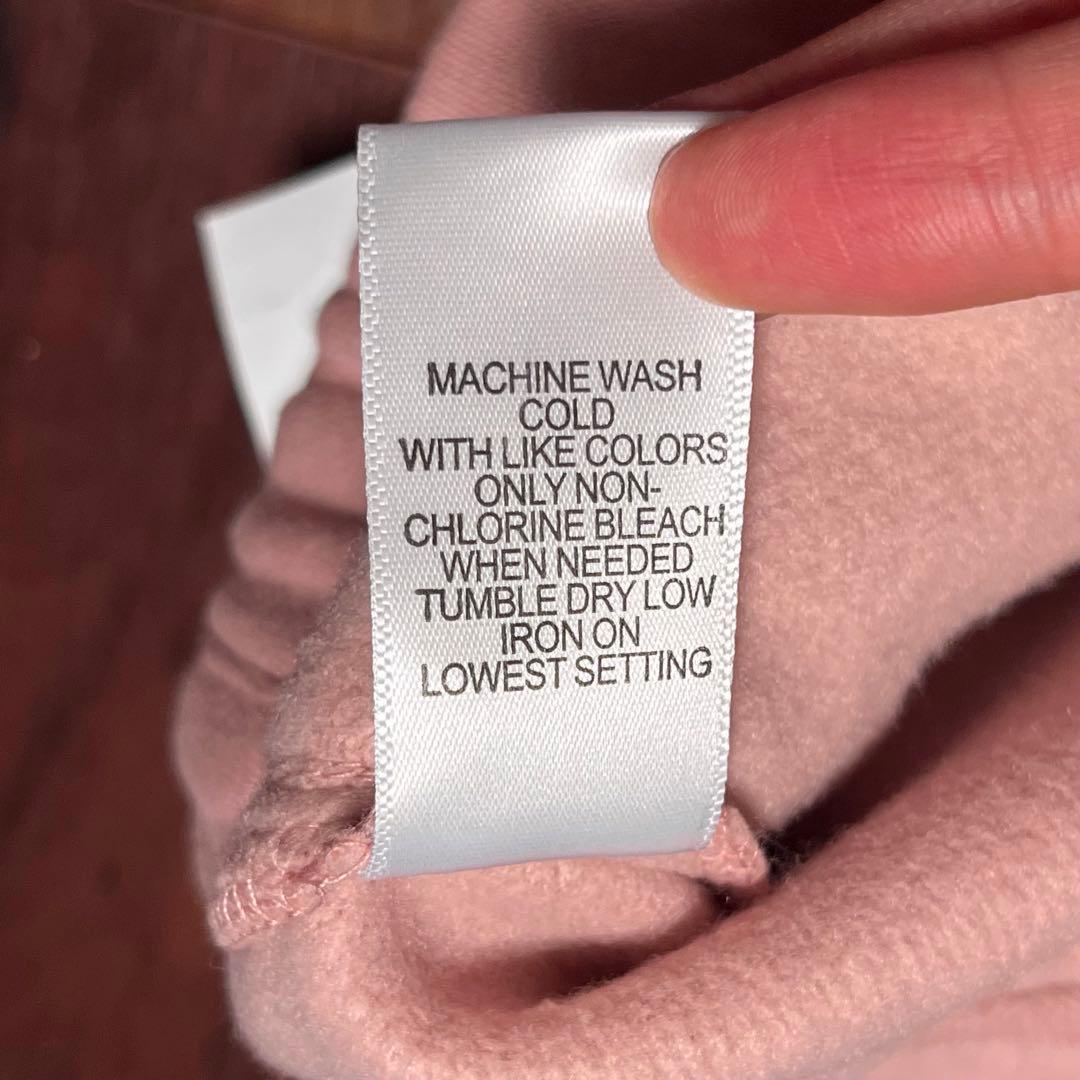 MACHINE WASH
COLD
WITH LIKE COLORS
ONLY NON-
CHLORINE BLEACH
WHEN NEEDED
TUMBLE DRY LOW
IRON ON
LOWEST SETTING